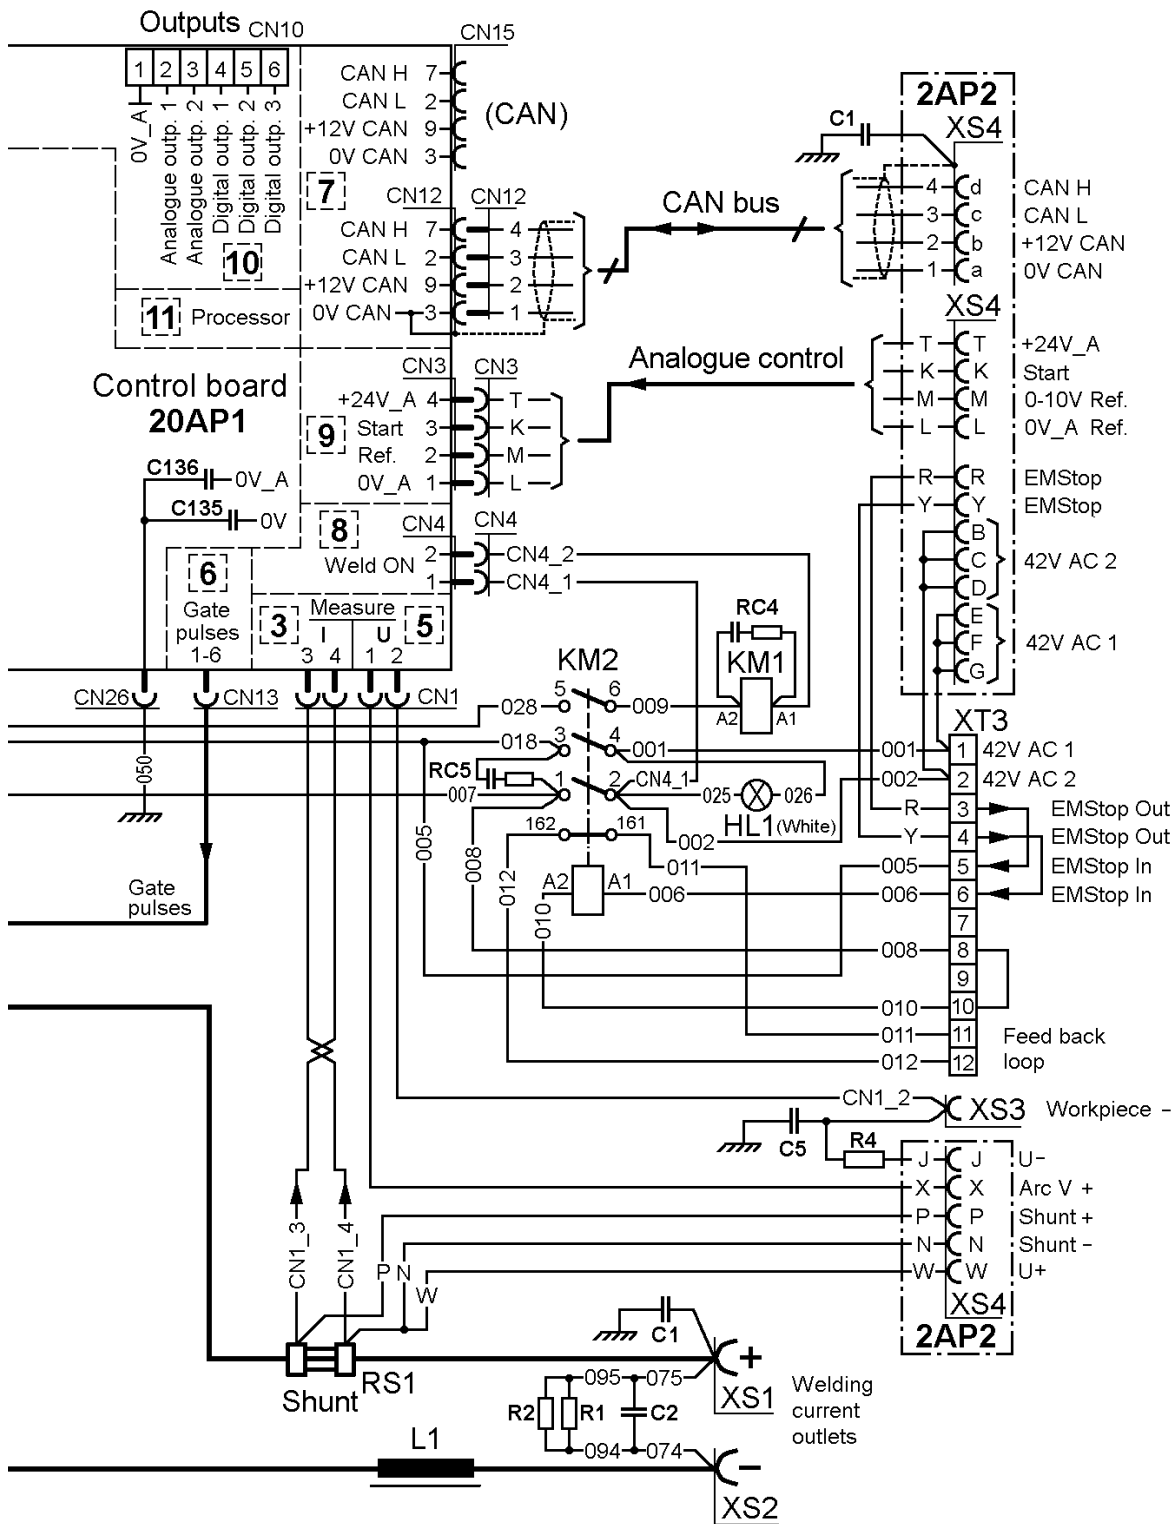 Outputs CN10
1 2 3 4 5 6
0V_A
Analogue outp. 1
Analogue outp. 2
Digital outp. 1
Digital outp. 2
Digital outp. 3
10
11 Processor
Control board
20AP1
CN15
CAN H 7
CAN L 2
+12V CAN 9
0V CAN 3
(CAN)
7
CN12 CN12
CAN H 7 4
CAN L 2 3
+12V CAN 9 2
0V CAN 3 1
CAN bus
C1
2AP2
XS4
4 d CAN H
3 c CAN L
2 b +12V CAN
1 a 0V CAN
XS4
T T +24V_A
K K Start
M M 0-10V Ref.
L L 0V_A Ref.
R R EMStop
Y Y EMStop
B
C 42V AC 2
D
E
F 42V AC 1
G
Analogue control
CN3 CN3
+24V_A 4 T
9 Start 3 K
Ref. 2 M
0V_A 1 L
C136 0V_A
C135 0V
8
CN4 CN4
Weld ON 2 CN4_2
1 CN4_1
6
Gate
pulses
1-6
3 Measure 5
I U
3 4 1 2
CN26 CN13 CN1
050
Gate
pulses
RC4
KM1
A2 A1
KM2
028 5 6 009
018 3 4 001
RC5
CN4_1
007 1 2 025 026
HL1 (White)
002
162 161
011
A2 A1 006
005
008
012
010
XT3
001 1 42V AC 1
002 2 42V AC 2
R 3 EMStop Out
Y 4 EMStop Out
005 5 EMStop In
006 6 EMStop In
7
008 8
9
010 10
011 11 Feed back
012 12 loop
CN1_2 XS3 Workpiece –
C5
R4
J J U–
X X Arc V +
P P Shunt +
N N Shunt –
W W U+
XS4
2AP2
CN1_3
CN1_4
P N
W
Shunt RS1
C1
+
XS1
Welding
current
outlets
095 075
R2 R1 C2
094 074
L1
–
XS2